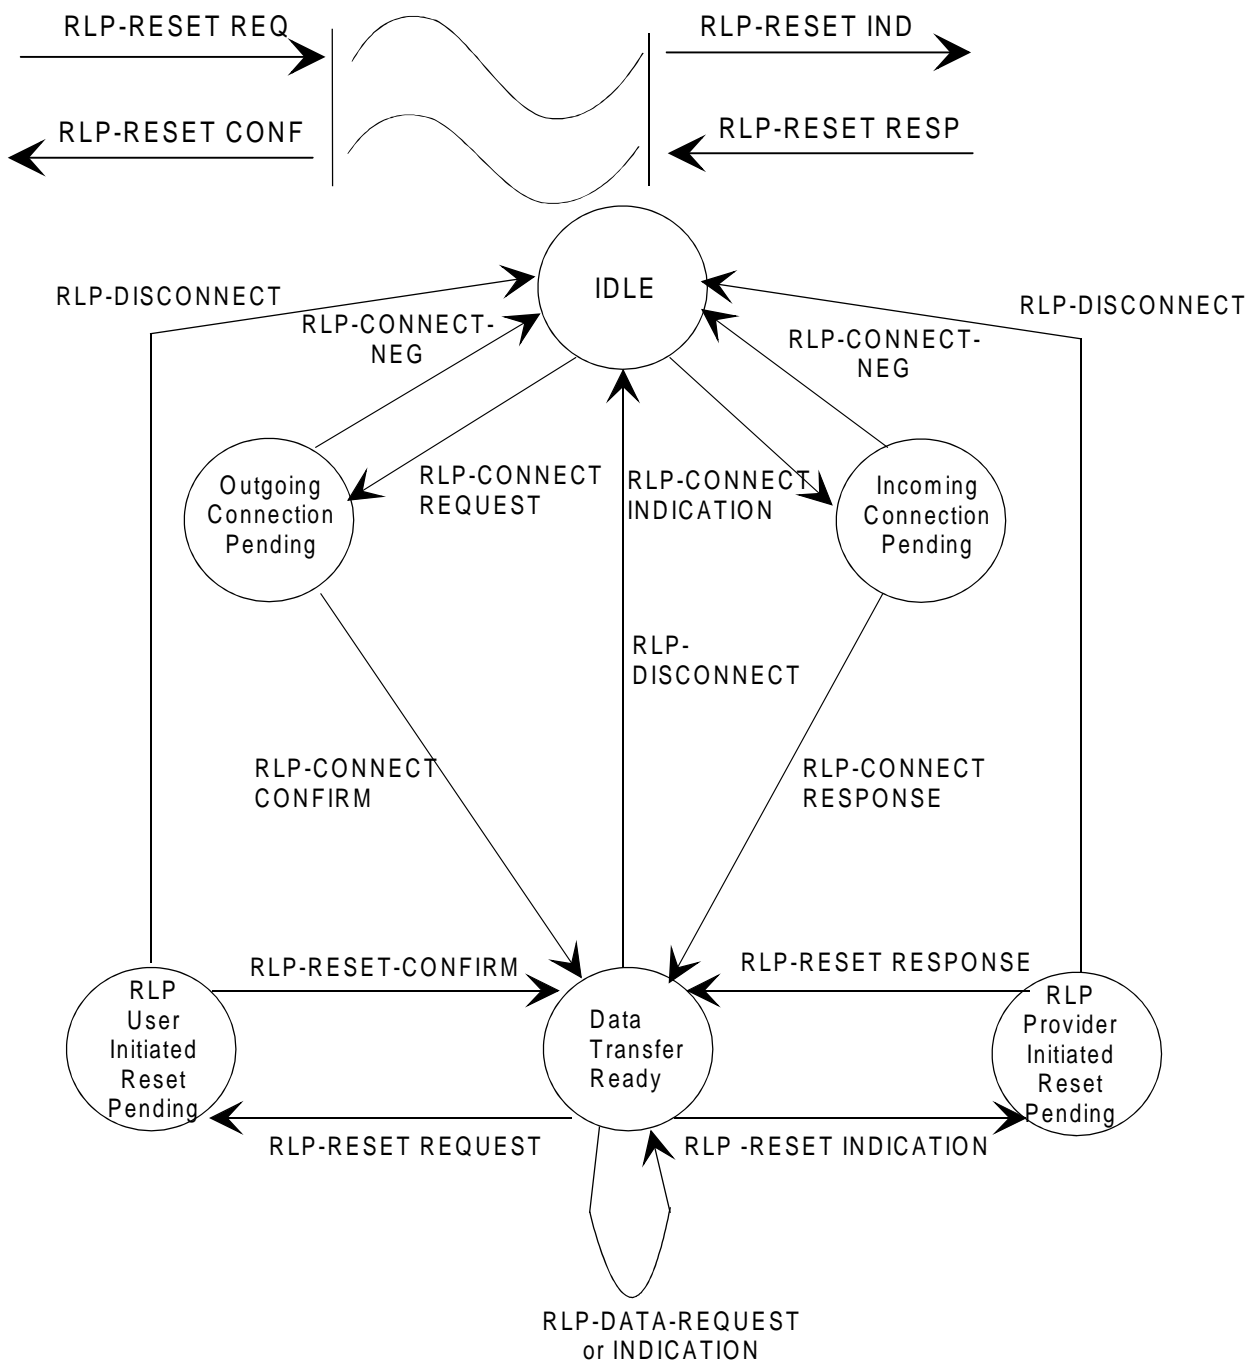 RLP-RESET REQ
RLP-RESET IND
RLP-RESET CONF
RLP-RESET RESP
IDLE
RLP-DISCONNECT
RLP-DISCONNECT
RLP-CONNECT-
NEG
RLP-CONNECT-
NEG
Outgoing
Connection
Pending
RLP-CONNECT
REQUEST
RLP-CONNECT
INDICATION
Incoming
Connection
Pending
RLP-
DISCONNECT
RLP-CONNECT
CONFIRM
RLP-CONNECT
RESPONSE
RLP-RESET-CONFIRM
RLP-RESET RESPONSE
RLP
User
Initiated
Reset
Pending
Data
Transfer
Ready
RLP
Provider
Initiated
Reset
Pending
RLP-RESET REQUEST
RLP -RESET INDICATION
RLP-DATA-REQUEST
or INDICATION